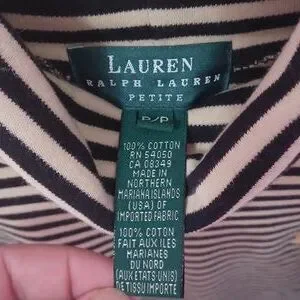 LAUREN
RALPH LAUREN
PETITE
P/P
100% COTTON
RN 54050
CA 08349
MADE IN
NORTHERN
MARIANA ISLANDS
(USA) OF
IMPORTED FABRIC
100% COTON
FAIT AUX ILES
MARIANES
DU NORD
(AUX ETATS UNIS)
DE TISSU IMPORTE